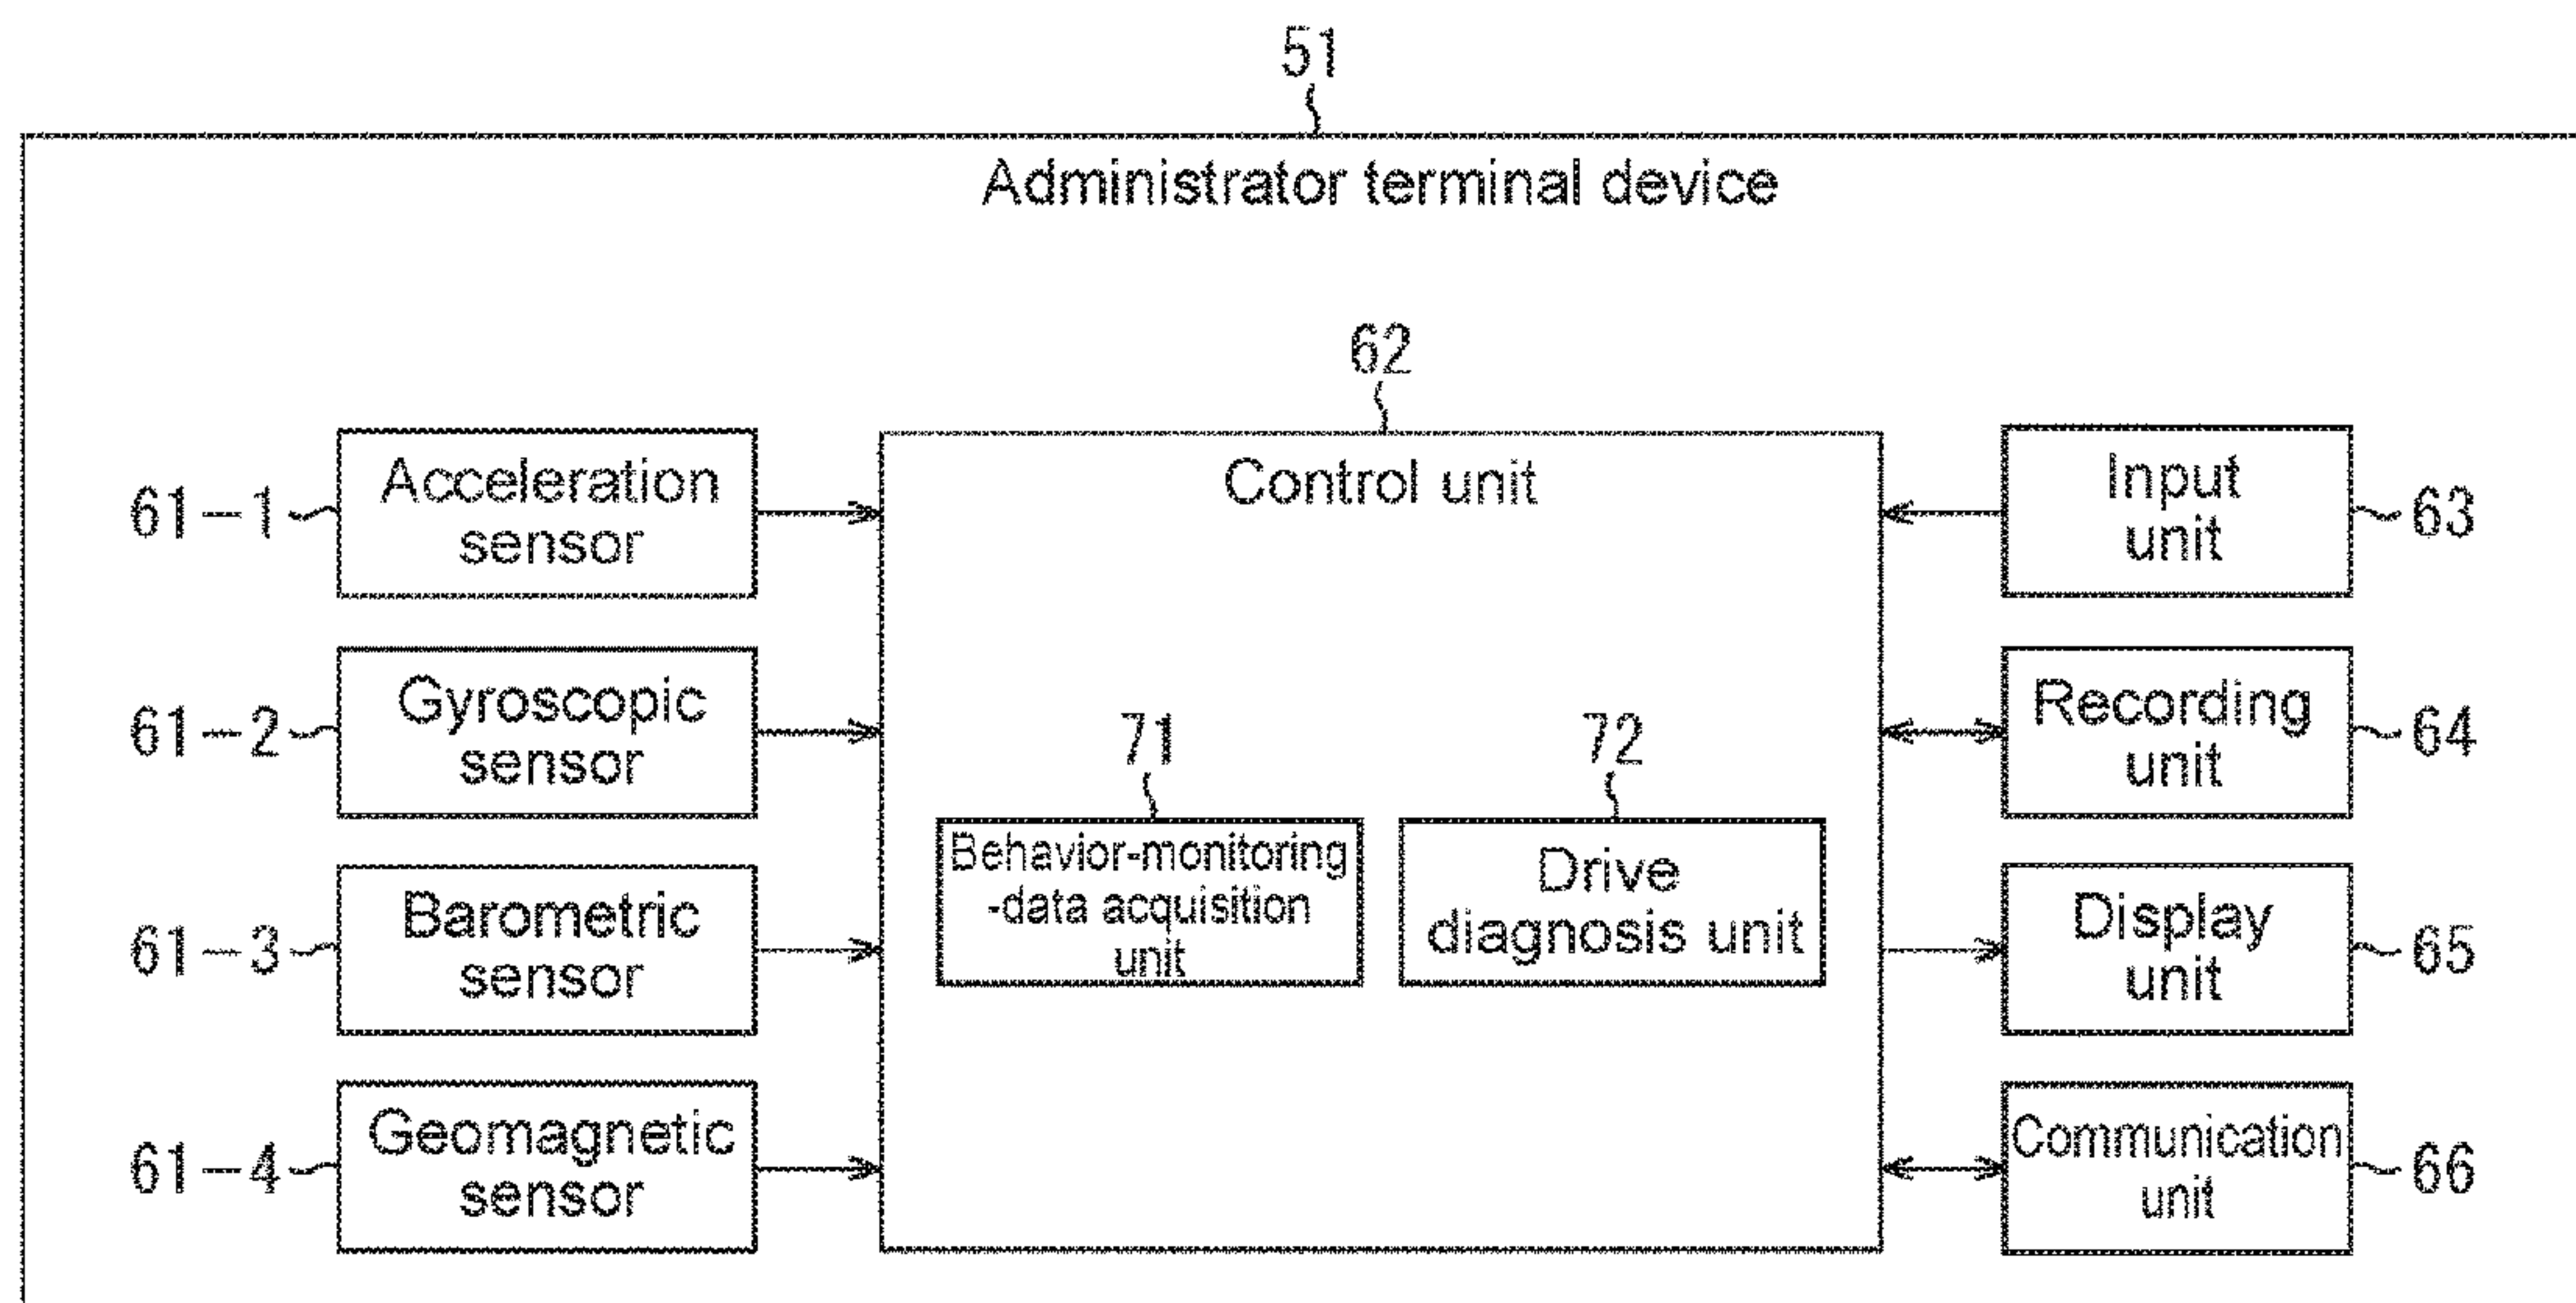 51
Administrator terminal device
62
61-1
Acceleration
sensor
Control unit
Input
unit
63
61-2
Gyroscopic
sensor
71
72
Recording
unit
64
61-3
Barometric
sensor
Behavior-monitoring
-data acquisition
unit
Drive
diagnosis unit
Display
unit
65
61-4
Geomagnetic
sensor
Communication
unit
66